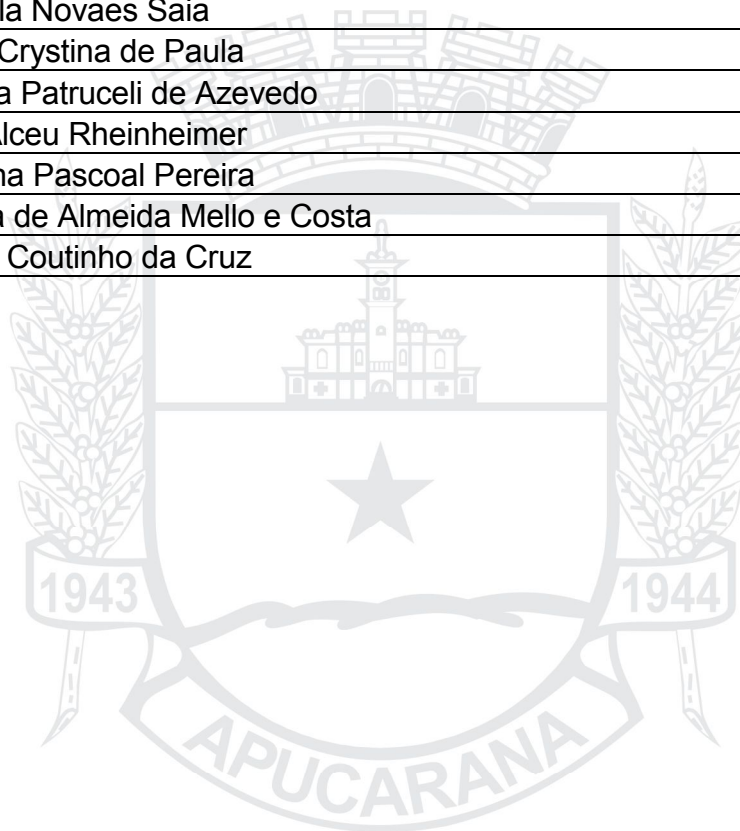 la Novaes Saia
Crystina de Paula
a Patruceli de Azevedo
Alceu Rheinheimer
na Pascoal Pereira
a de Almeida Mello e Costa
Coutinho da Cruz
1943 1944
APUCARANA